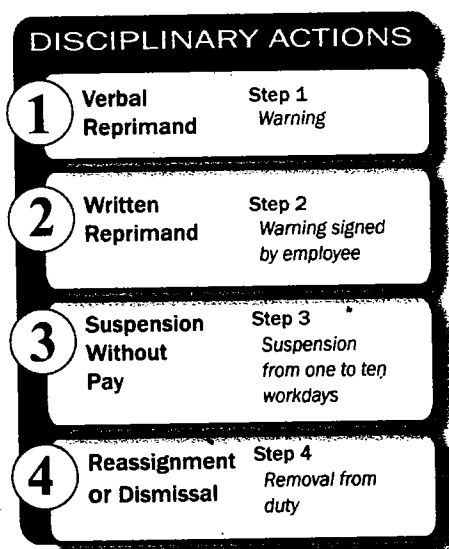 DISCIPLINARY ACTIONS
1
Verbal
Reprimand
Step 1
Warning
2
Written
Reprimand
Step 2
Warning signed
by employee
3
Suspension
Without
Pay
Step 3
Suspension
from one to ten
workdays
4
Reassignment
or Dismissal
Step 4
Removal from
duty